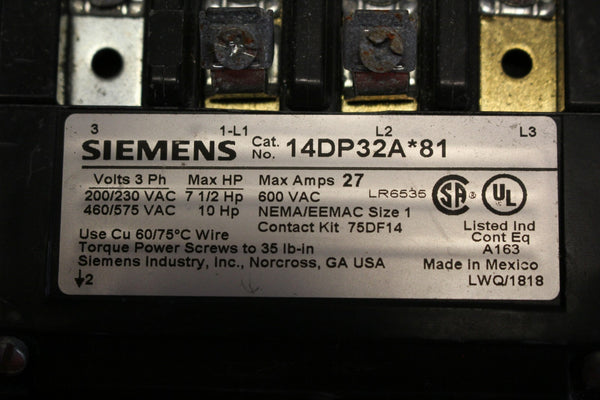 3 1-L1 L2 L3
SIEMENS Cat. No. 14DP32A*81
Volts 3 Ph Max HP Max Amps 27
200/230 VAC 7 1/2 Hp 600 VAC LR6535 SA UL
460/575 VAC 10 Hp NEMA/EEMAC Size 1
Contact Kit 75DF14 Listed Ind
Use Cu 60/75°C Wire Cont Eq
Torque Power Screws to 35 lb-in A163
Siemens Industry, Inc., Norcross, GA USA Made in Mexico
2 LWQ/1818